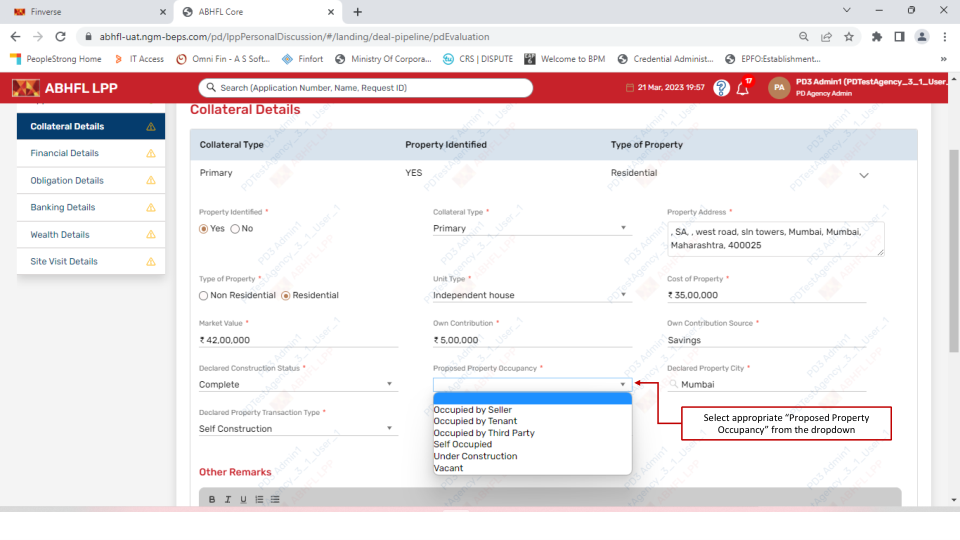 Finverse
ABHFL Core
abhfl-uat.ngm-beps.com/pd/lppPersonalDiscussion/#/landing/deal-pipeline/pdEvaluation
PeopleStrong Home
IT Access
Omni Fin - A S Soft...
Finfort
Ministry Of Corpora...
CRS | DISPUTE
Welcome to BPM
Credential Administ...
EPFO:Establishment...
ABHFL LPP
Search (Application Number, Name, Request ID)
21 Mar, 2023 19:57
17
PA
PD3 Admin1 (PDTestAgency_3_1_User_
PD Agency Admin
Collateral Details
Financial Details
Obligation Details
Banking Details
Wealth Details
Site Visit Details
Collateral Details
Collateral Type Property Identified Type of Property
Primary YES Residential
Property Identified * Collateral Type * Property Address *
Yes No Primary , SA, , west road, sln towers, Mumbai, Mumbai,
Maharashtra, 400025
Type of Property * Unit Type * Cost of Property *
Non Residential Residential Independent house ₹ 35,00,000
Market Value * Own Contribution * Own Contribution Source *
₹ 42,00,000 ₹ 5,00,000 Savings
Declared Construction Status * Proposed Property Occupancy * Declared Property City *
Complete Mumbai
Declared Property Transaction Type *
Self Construction
Occupied by Seller
Occupied by Tenant
Occupied by Third Party
Self Occupied
Under Construction
Vacant
Select appropriate “Proposed Property
Occupancy” from the dropdown
Other Remarks
B I U